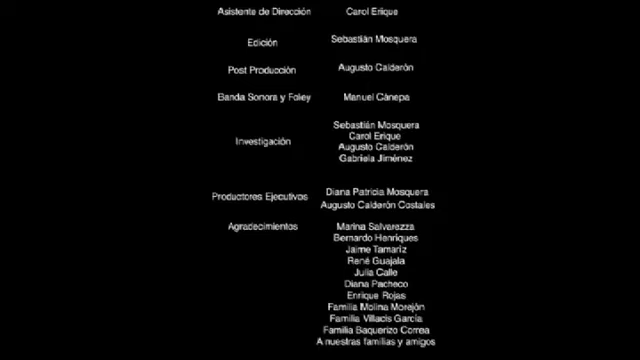 Asistente de Dirección Carol Erique
Edición Sebastián Mosquera
Post Producción Augusto Calderón
Banda Sonora y Foley Manuel Cánepa
Investigación Sebastián Mosquera
Carol Erique
Augusto Calderón
Gabriela Jiménez
Productores Ejecutivos Diana Patricia Mosquera
Augusto Calderón Costales
Agradecimientos Marina Salvarezza
Bernardo Henriques
Jaime Tamariz
René Guajala
Julia Calle
Diana Pacheco
Enrique Rojas
Familia Molina Morejón
Familia Villacis García
Familia Baquerizo Correa
A nuestras familias y amigos